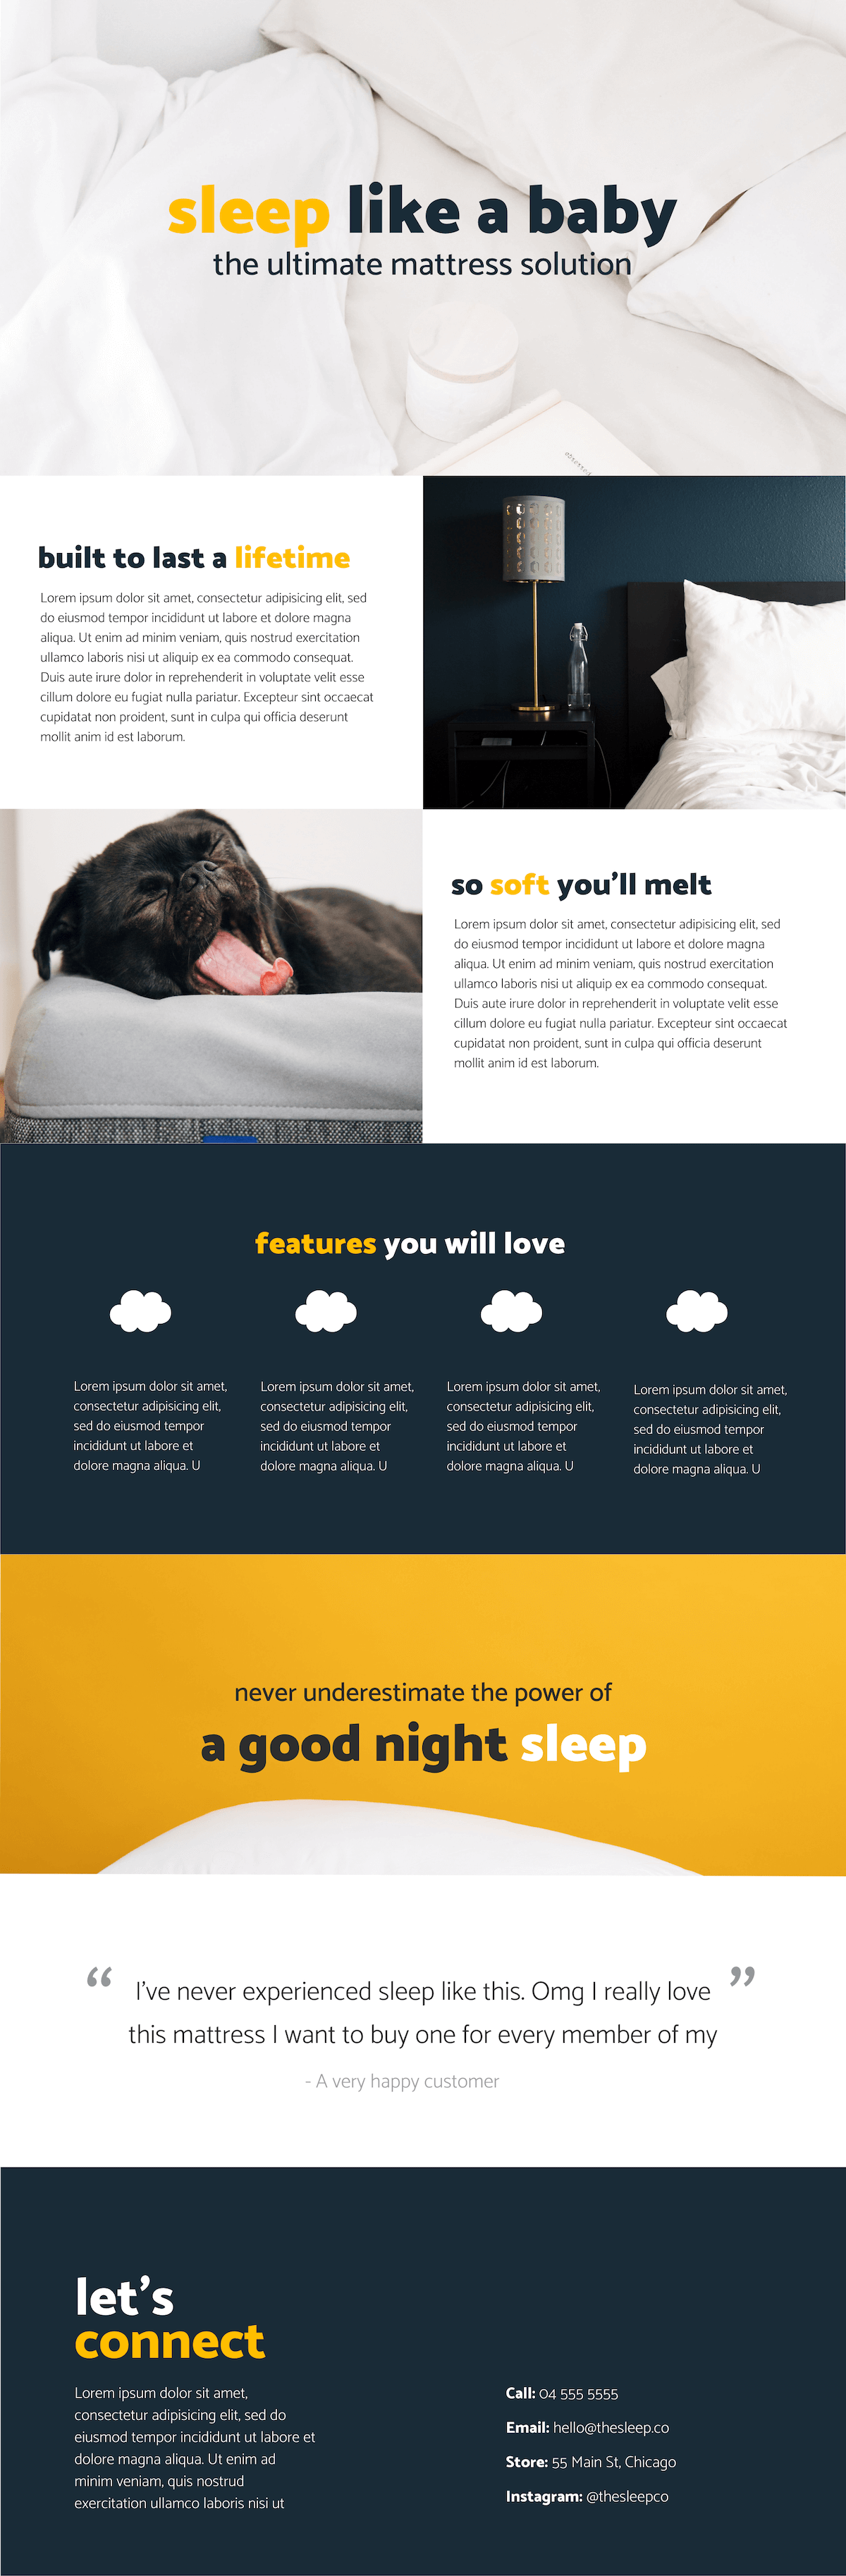 sleep like a baby
the ultimate mattress solution
built to last a lifetime
Lorem ipsum dolor sit amet, consectetur adipisicing elit, sed
do eiusmod tempor incididunt ut labore et dolore magna
aliqua. Ut enim ad minim veniam, quis nostrud exercitation
ullamco laboris nisi ut aliquip ex ea commodo consequat.
Duis aute irure dolor in reprehenderit in voluptate velit esse
cillum dolore eu fugiat nulla pariatur. Excepteur sint occaecat
cupidatat non proident, sunt in culpa qui officia deserunt
mollit anim id est laborum.
so soft you'll melt
Lorem ipsum dolor sit amet, consectetur adipisicing elit, sed
do eiusmod tempor incididunt ut labore et dolore magna
aliqua. Ut enim ad minim veniam, quis nostrud exercitation
ullamco laboris nisi ut aliquip ex ea commodo consequat.
Duis aute irure dolor in reprehenderit in voluptate velit esse
cillum dolore eu fugiat nulla pariatur. Excepteur sint occaecat
cupidatat non proident, sunt in culpa qui officia deserunt
mollit anim id est laborum.
features you will love
Lorem ipsum dolor sit amet,
consectetur adipisicing elit,
sed do eiusmod tempor
incididunt ut labore et
dolore magna aliqua. U
Lorem ipsum dolor sit amet,
consectetur adipisicing elit,
sed do eiusmod tempor
incididunt ut labore et
dolore magna aliqua. U
Lorem ipsum dolor sit amet,
consectetur adipisicing elit,
sed do eiusmod tempor
incididunt ut labore et
dolore magna aliqua. U
Lorem ipsum dolor sit amet,
consectetur adipisicing elit,
sed do eiusmod tempor
incididunt ut labore et
dolore magna aliqua. U
never underestimate the power of
a good night sleep
“ I've never experienced sleep like this. Omg I really love ”
this mattress I want to buy one for every member of my
- A very happy customer
let's
connect
Lorem ipsum dolor sit amet,
consectetur adipisicing elit, sed do
eiusmod tempor incididunt ut labore et
dolore magna aliqua. Ut enim ad
minim veniam, quis nostrud
exercitation ullamco laboris nisi ut
Call: 04 555 5555
Email: hello@thesleep.co
Store: 55 Main St, Chicago
Instagram: @thesleepco